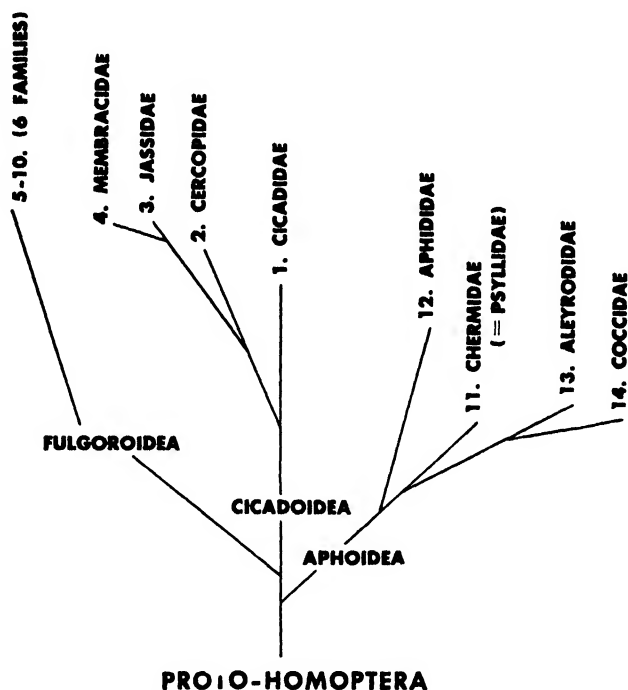 5-10. (6 FAMILIES)
4. MEMBRACIDAE
3. JASSIDAE
2. CERCOPIDAE
1. CICADIDAE
12. APHIDIDAE
11. CHERMIDAE
(= PSYLLIDAE)
13. ALEYRODIDAE
14. COCCIDAE
FULGOROIDEA
CICADOIDEA
APHOIDEA
PROTO-HOMOPTERA